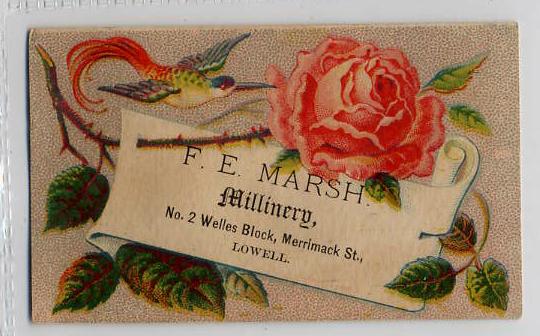 F. E. MARSH.
Millinery,
No. 2 Welles Block, Merrimack St.,
LOWELL.